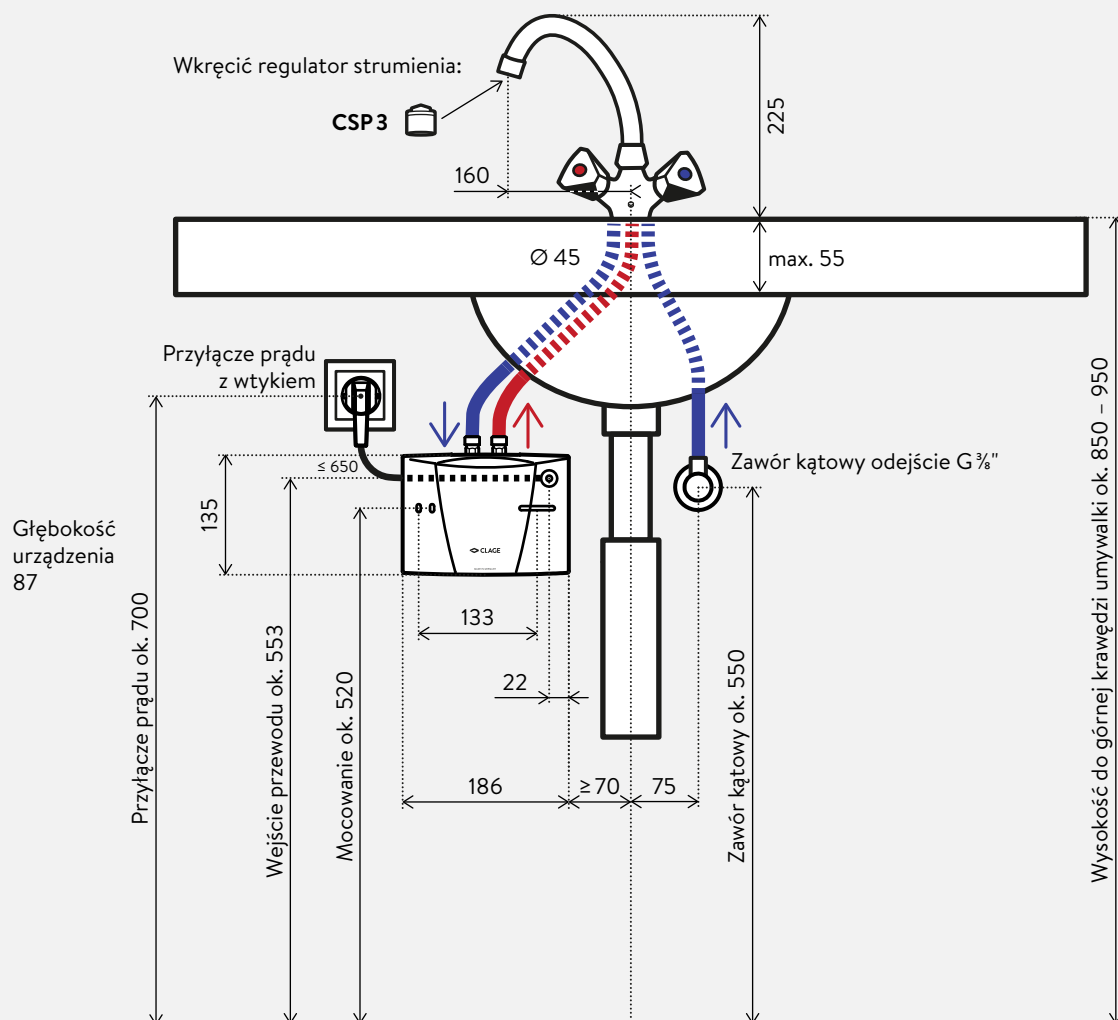 Wkręcić regulator strumienia:
CSP 3
225
160
Ø 45
max. 55
Przyłącze prądu
z wtykiem
≤ 650
Zawór kątowy odejście G ⅜"
135
Głębokość
urządzenia
87
CLAGE
133
22
186
≥ 70
75
Przyłącze prądu ok. 700
Wejście przewodu ok. 553
Mocowanie ok. 520
Zawór kątowy ok. 550
Wysokość do górnej krawędzi umywalki ok. 850 – 950